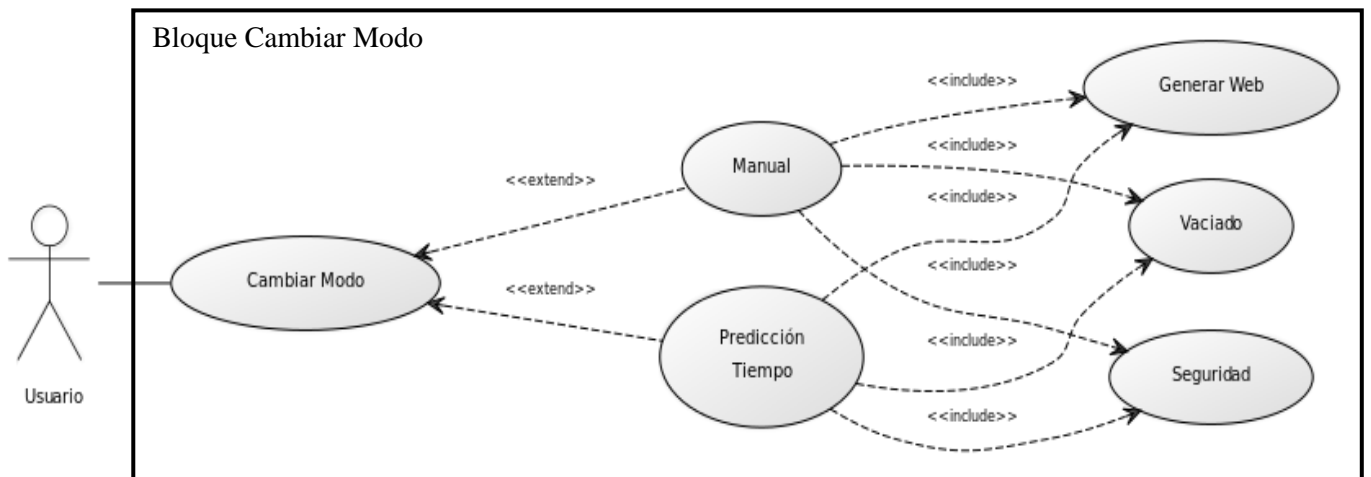 Bloque Cambiar Modo
Generar Web
<<include>>
Manual
<<include>>
<<extend>>
<<include>>
Vaciado
Cambiar Modo
<<include>>
<<extend>>
Predicción
Tiempo
<<include>>
Seguridad
Usuario
<<include>>